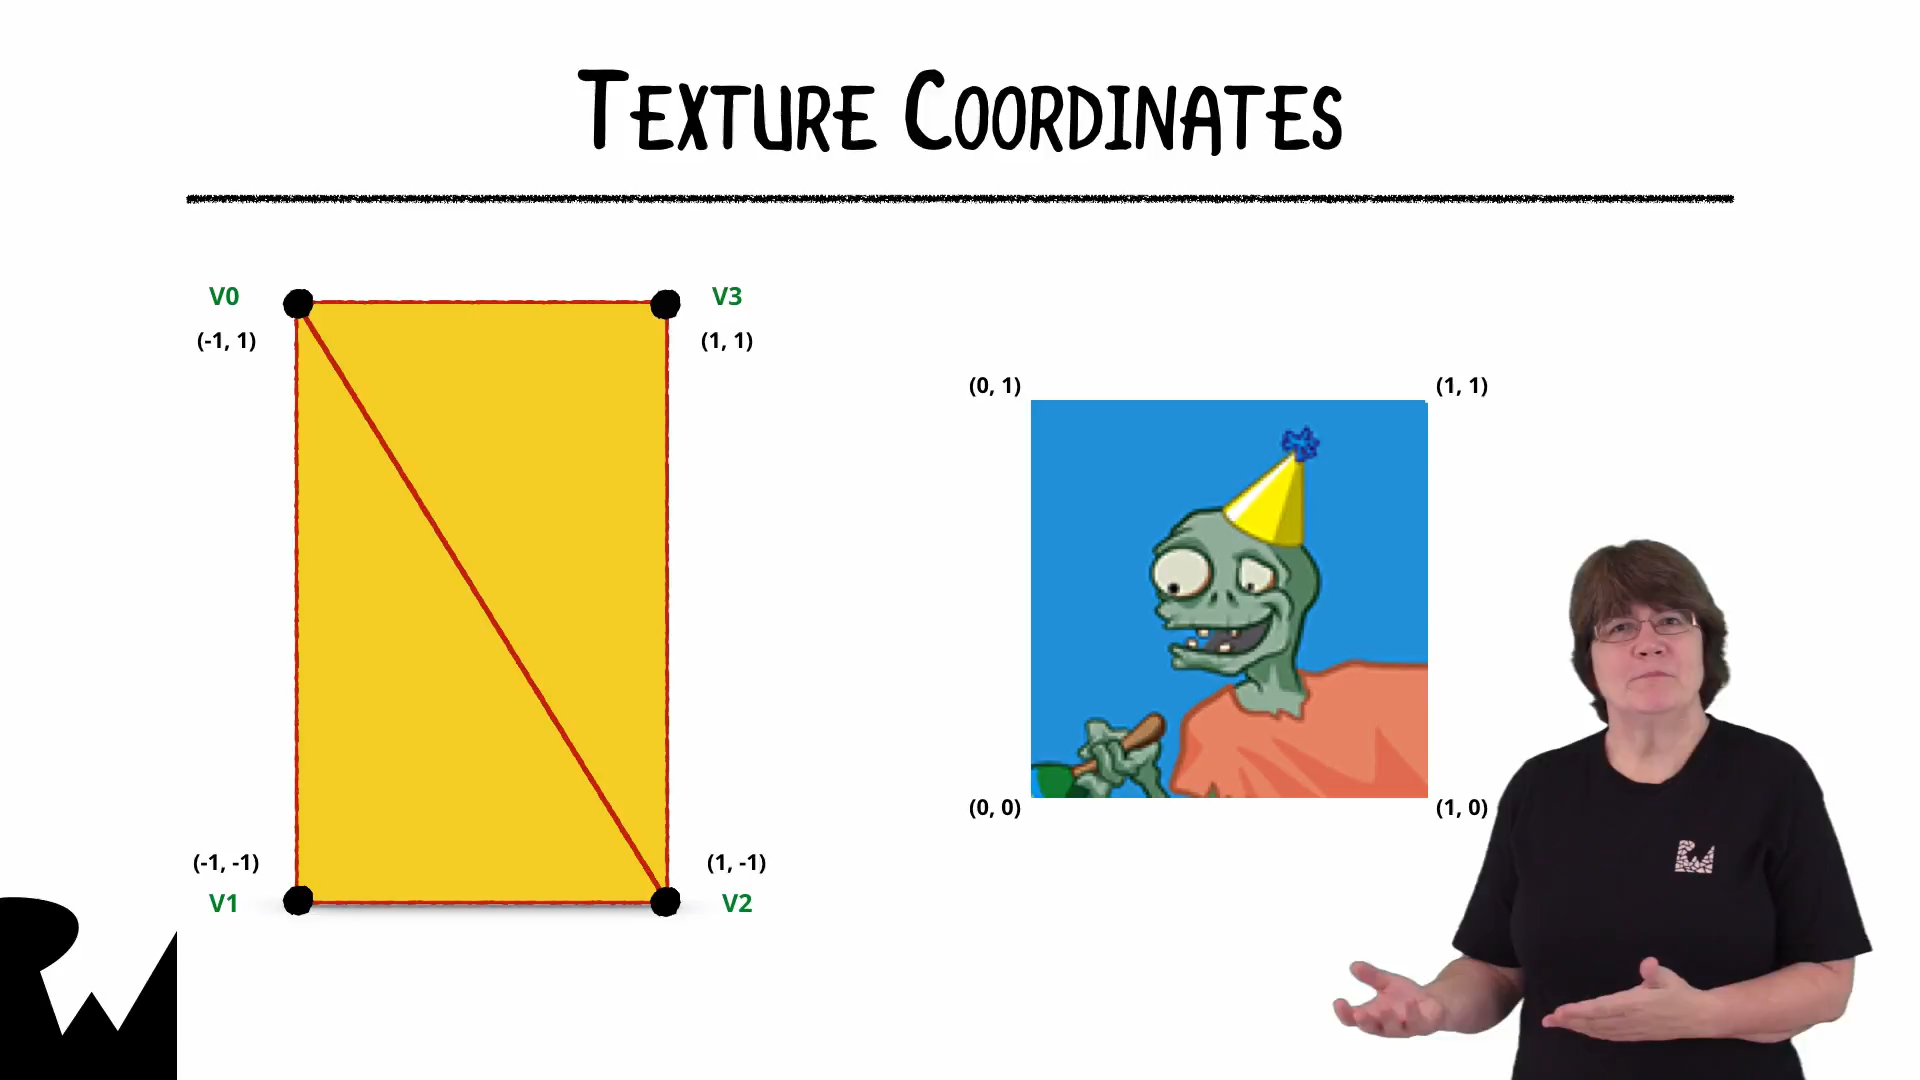 TEXTURE COORDINATES
V0
V3
(-1, 1)
(1, 1)
(0, 1)
(1, 1)
(0, 0)
(1, 0)
(-1, -1)
(1, -1)
V1
V2